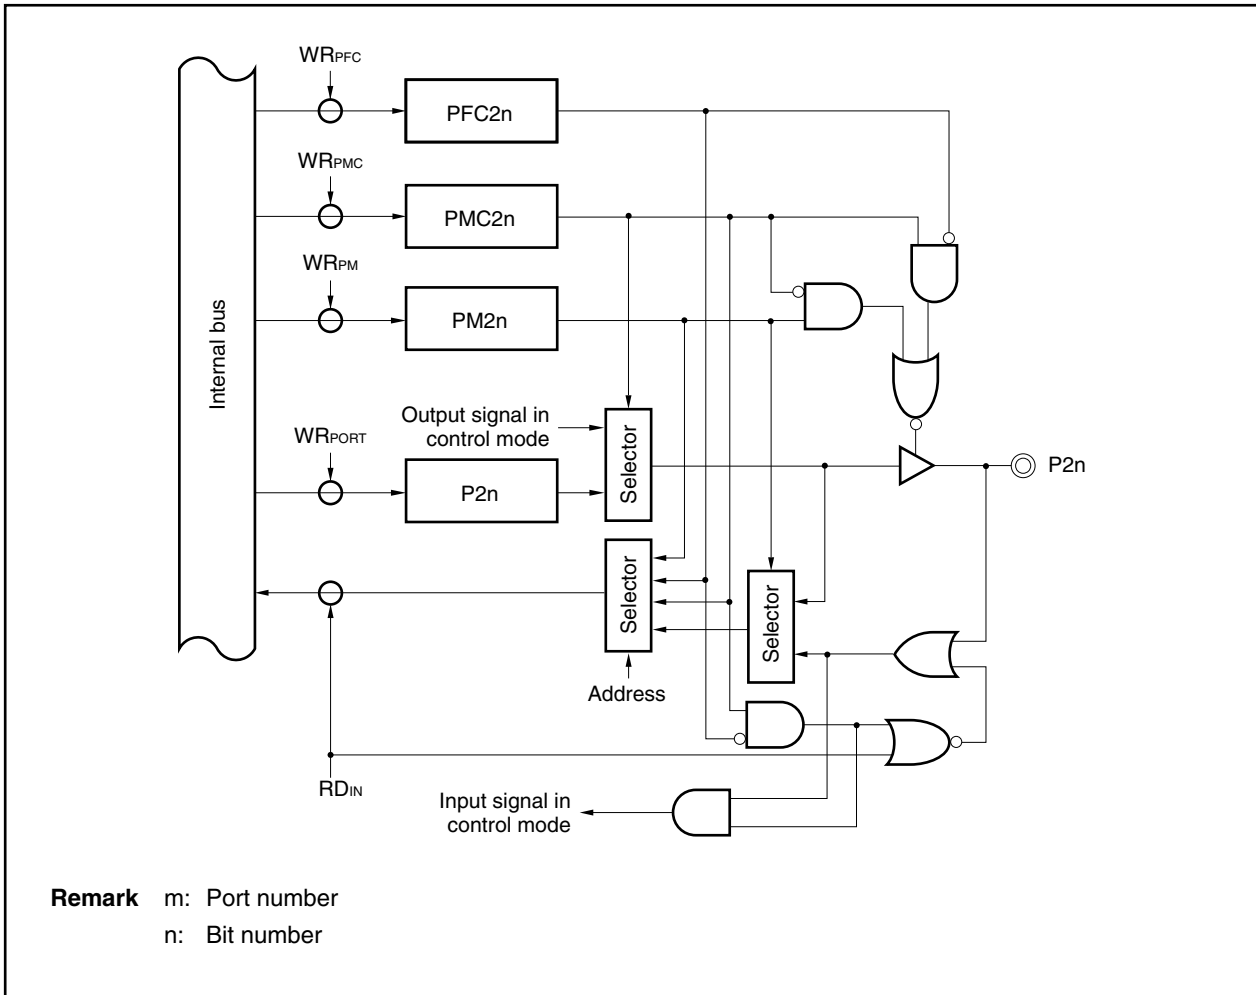 WRPFC
PFC2n
WRPMC
PMC2n
WRPM
PM2n
Internal bus
Output signal in
control mode
WRPORT
P2n
Selector
P2n
Selector
Selector
Address
RDIN
Input signal in
control mode
Remark m: Port number
n: Bit number